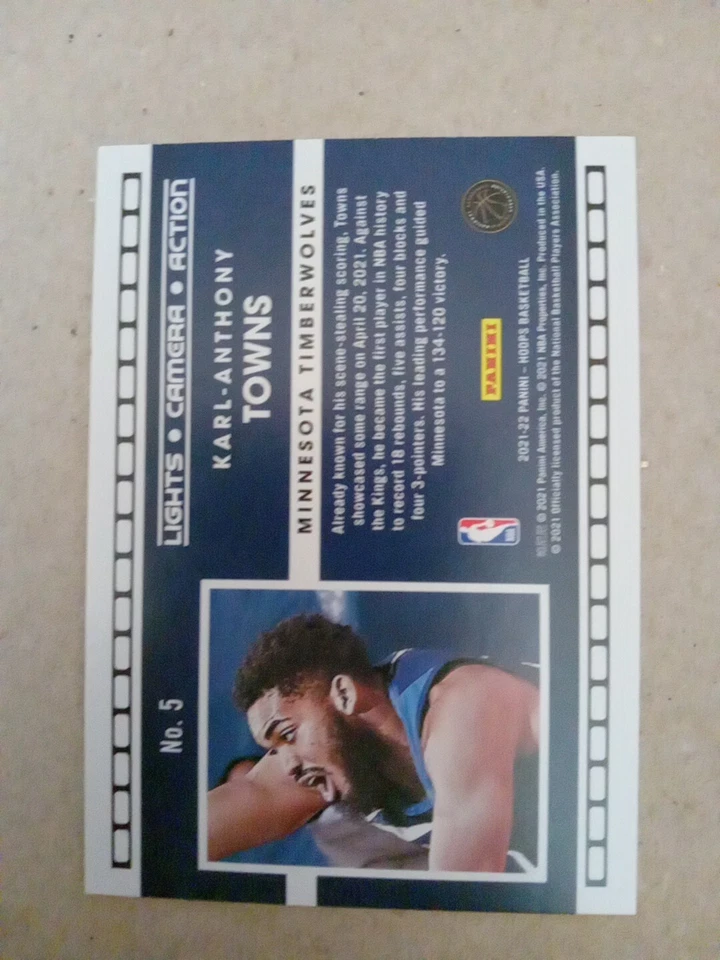 LIGHTS • CAMERA • ACTION
No. 5
KARL-ANTHONY
TOWNS
MINNESOTA TIMBERWOLVES
Already known for his scene-stealing scoring, Towns
showcased some range on April 20, 2021. Against
the Kings, he became the first player in NBA history
to record 18 rebounds, five assists, four blocks and
four 3-pointers. His leading performance guided
Minnesota to a 134-120 victory.
PANINI
2021-22 PANINI – HOOPS BASKETBALL
© 2021 Panini America, Inc. © 2021 NBA Properties, Inc. Produced in the USA.
© 2021 Officially licensed product of the National Basketball Players Association.